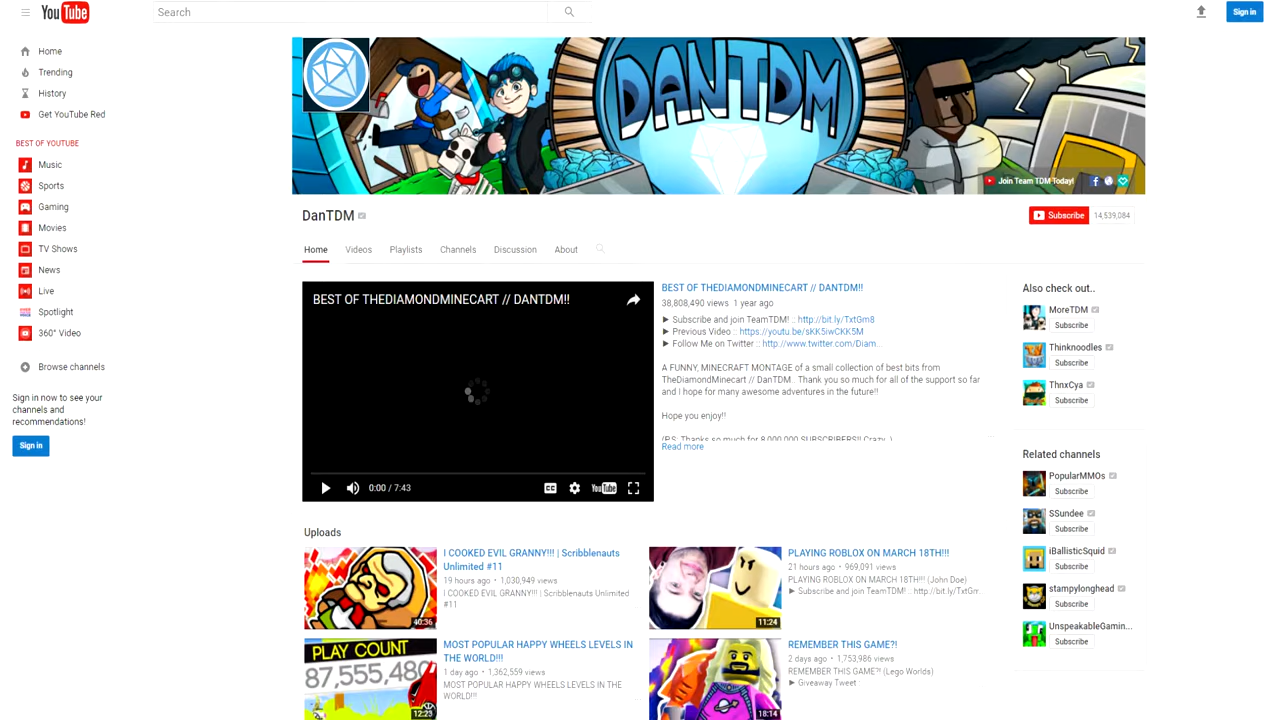 YouTube
Search
Sign in
Home
Trending
History
Get YouTube Red
BEST OF YOUTUBE
Music
Sports
Gaming
Movies
TV Shows
News
Live
Spotlight
360° Video
Browse channels
Sign in now to see your
channels and
recommendations!
Sign in
DANTDM
Join Team TDM Today!
DanTDM
Subscribe 14,539,084
Home Videos Playlists Channels Discussion About
BEST OF THEDIAMONDMINECART // DANTDM!!
0:00 / 7:43
CC
YouTube
BEST OF THEDIAMONDMINECART // DANTDM!!
38,808,490 views 1 year ago
► Subscribe and join TeamTDM! :: http://bit.ly/TxtGm8
► Previous Video :: https://youtu.be/sKK5iwCKK5M
► Follow Me on Twitter :: http://www.twitter.com/Diam...
A FUNNY, MINECRAFT MONTAGE of a small collection of best bits from
TheDiamondMinecart // DanTDM.. Thank you so much for all of the support so far
and I hope for many awesome adventures in the future!!
Hope you enjoy!!
(P.S. Thanks so much for 8,000,000 SUBSCRIBERS!! Crazy..)
Read more
Also check out..
MoreTDM
Subscribe
Thinknoodles
Subscribe
ThnxCya
Subscribe
Related channels
PopularMMOs
Subscribe
SSundee
Subscribe
iBallisticSquid
Subscribe
stampylonghead
Subscribe
UnspeakableGamin...
Subscribe
Uploads
40:36
I COOKED EVIL GRANNY!!! | Scribblenauts
Unlimited #11
19 hours ago • 1,030,949 views
I COOKED EVIL GRANNY!!! | Scribblenauts Unlimited
#11
11:24
PLAYING ROBLOX ON MARCH 18TH!!!
21 hours ago • 969,091 views
PLAYING ROBLOX ON MARCH 18TH!!! (John Doe)
► Subscribe and join TeamTDM! .. http://bit.ly/TxtGm
PLAY COUNT
87,555,480
12:23
MOST POPULAR HAPPY WHEELS LEVELS IN
THE WORLD!!!
1 day ago • 1,362,559 views
MOST POPULAR HAPPY WHEELS LEVELS IN THE
WORLD!!!
18:14
REMEMBER THIS GAME?!
2 days ago • 1,753,986 views
REMEMBER THIS GAME?! (Lego Worlds)
► Giveaway Tweet